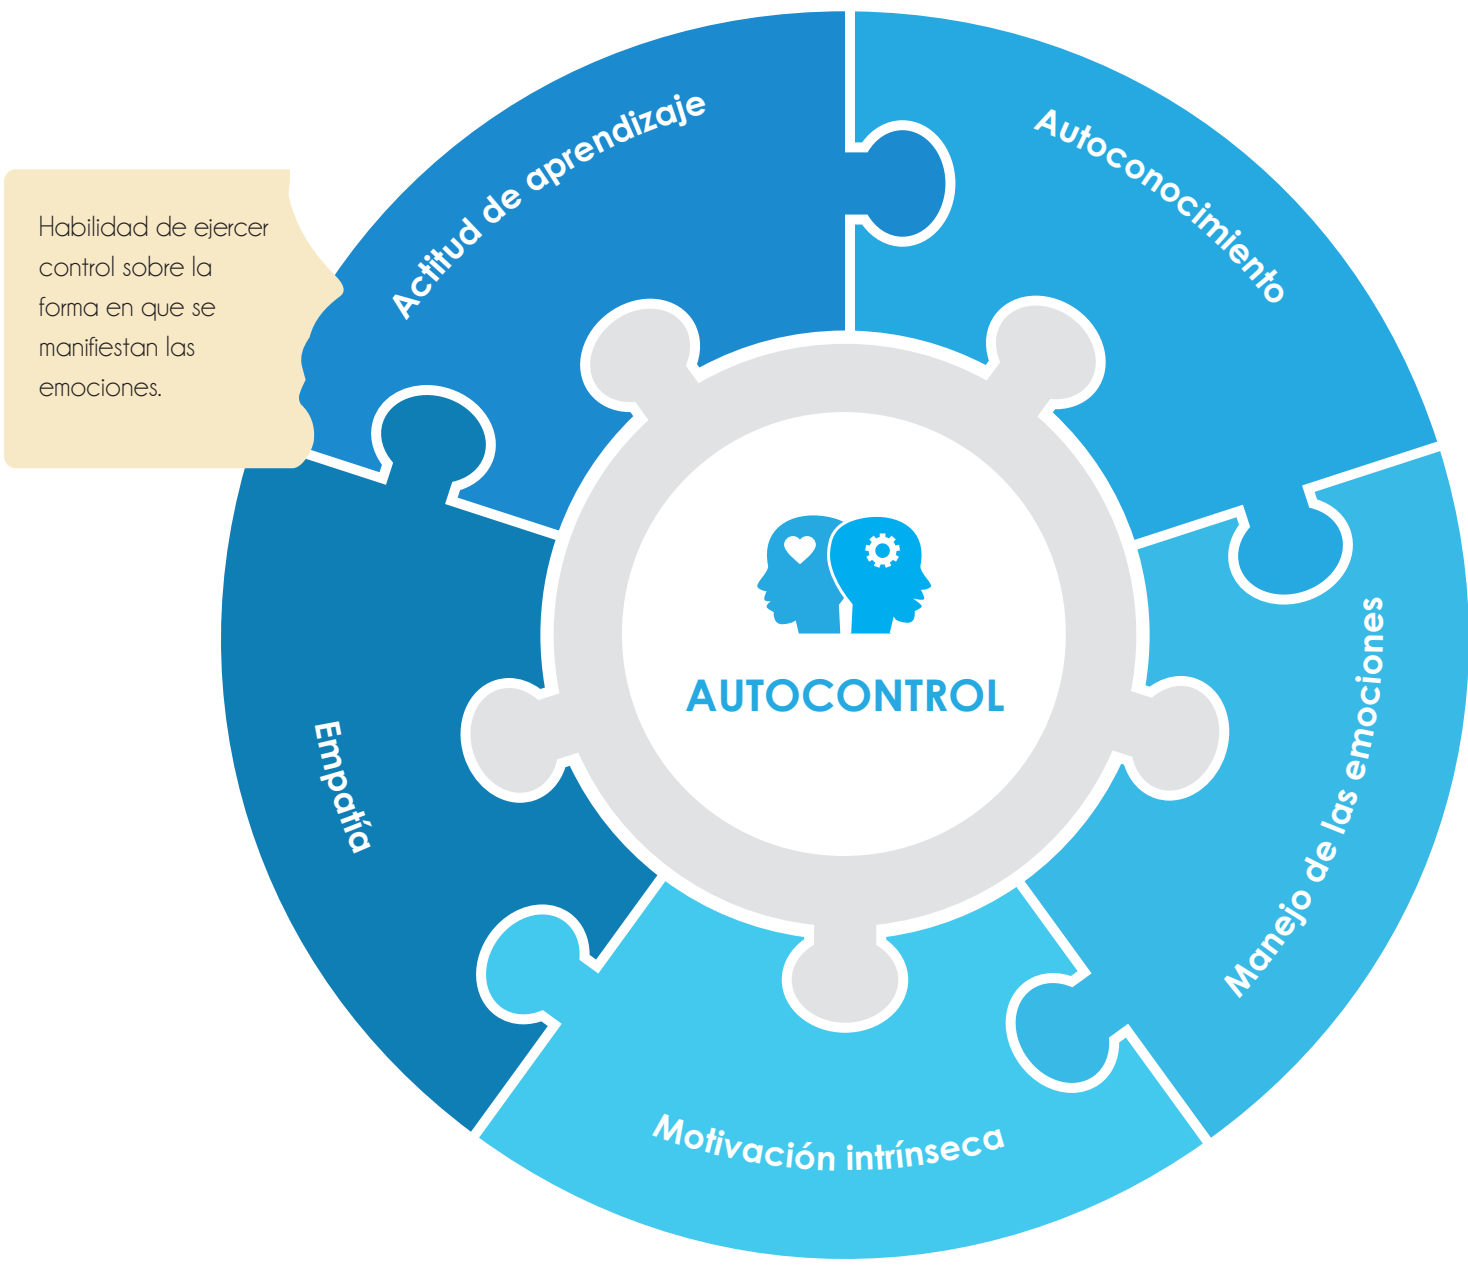 Habilidad de ejercer
control sobre la
forma en que se
manifiestan las
emociones.
Actitud de aprendizaje
Autoconocimiento
Manejo de las emociones
Motivación intrínseca
Empatía
AUTOCONTROL